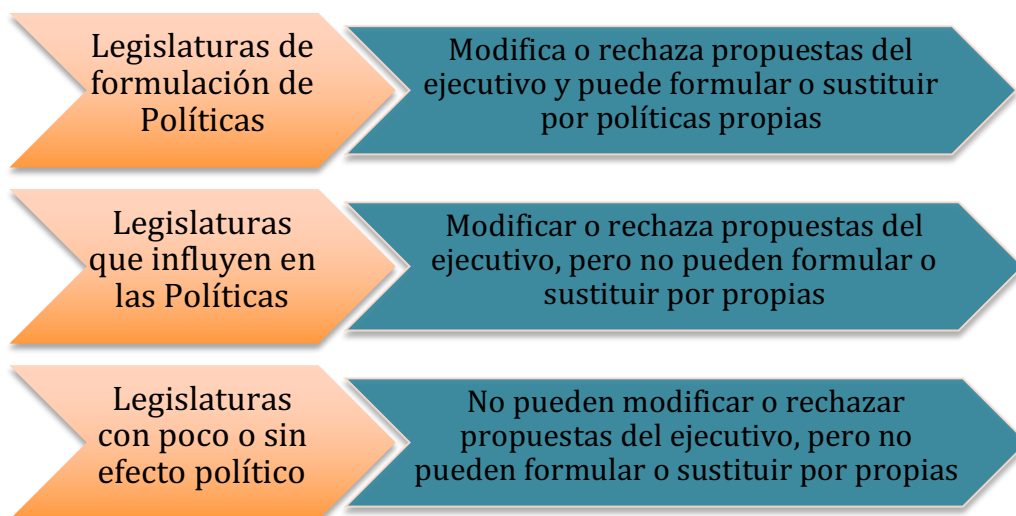 Legislaturas de
formulación de
Políticas
Modifica o rechaza propuestas del
ejecutivo y puede formular o sustituir
por políticas propias
Legislaturas
que influyen en
las Políticas
Modificar o rechaza propuestas del
ejecutivo, pero no pueden formular o
sustituir por propias
Legislaturas
con poco o sin
efecto político
No pueden modificar o rechazar
propuestas del ejecutivo, pero no
pueden formular o sustituir por propias